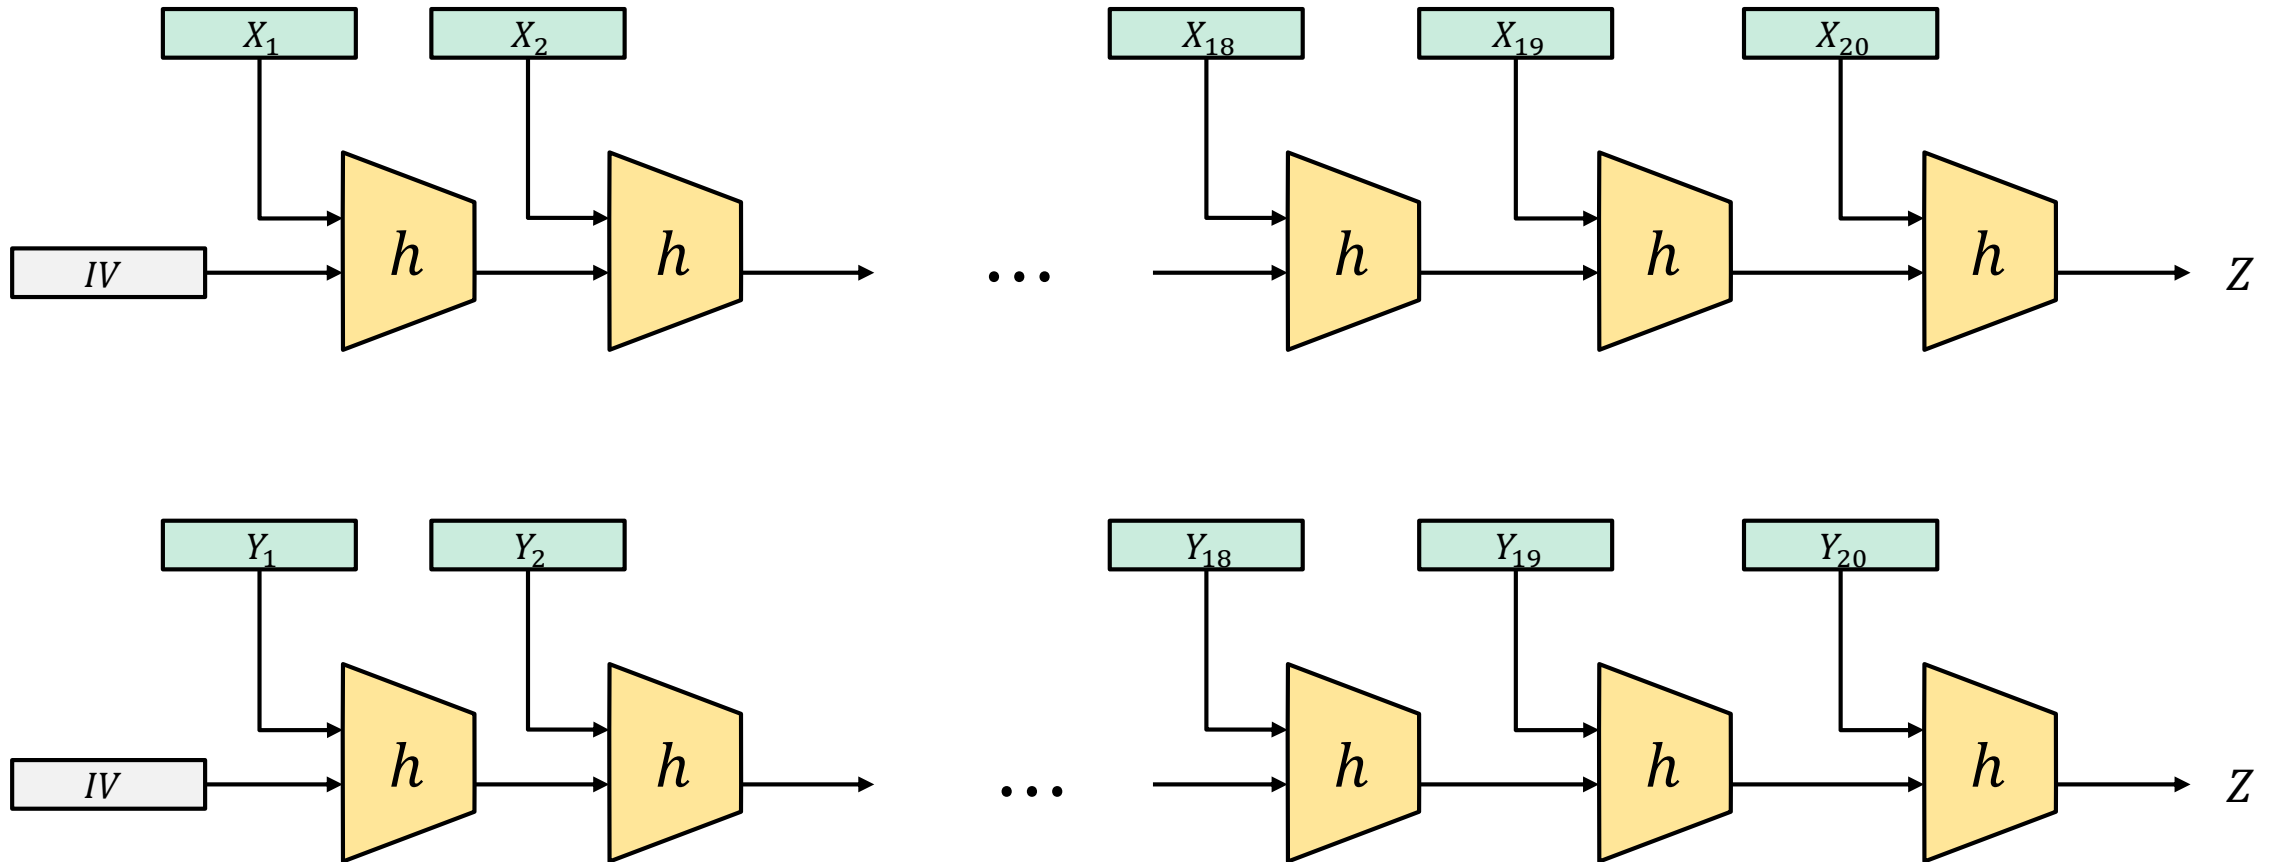 X₁ X₂ X₁₈ X₁₉ X₂₀
h h h h h
IV ... Z
Y₁ Y₂ Y₁₈ Y₁₉ Y₂₀
h h h h h
IV ... Z